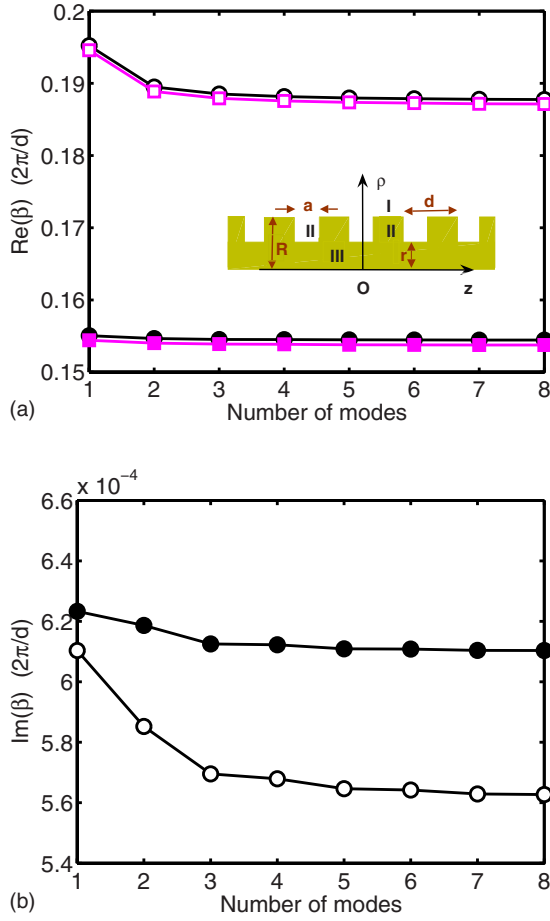 0.2
0.19
0.18
0.17
0.16
0.15
Re(β) (2π/d)
ρ
a
I
d
II
II
R
III
r
O
z
1 2 3 4 5 6 7 8
(a)
Number of modes
x 10⁻⁴
6.6
6.4
6.2
6
5.8
5.6
5.4
Im(β) (2π/d)
1 2 3 4 5 6 7 8
(b)
Number of modes